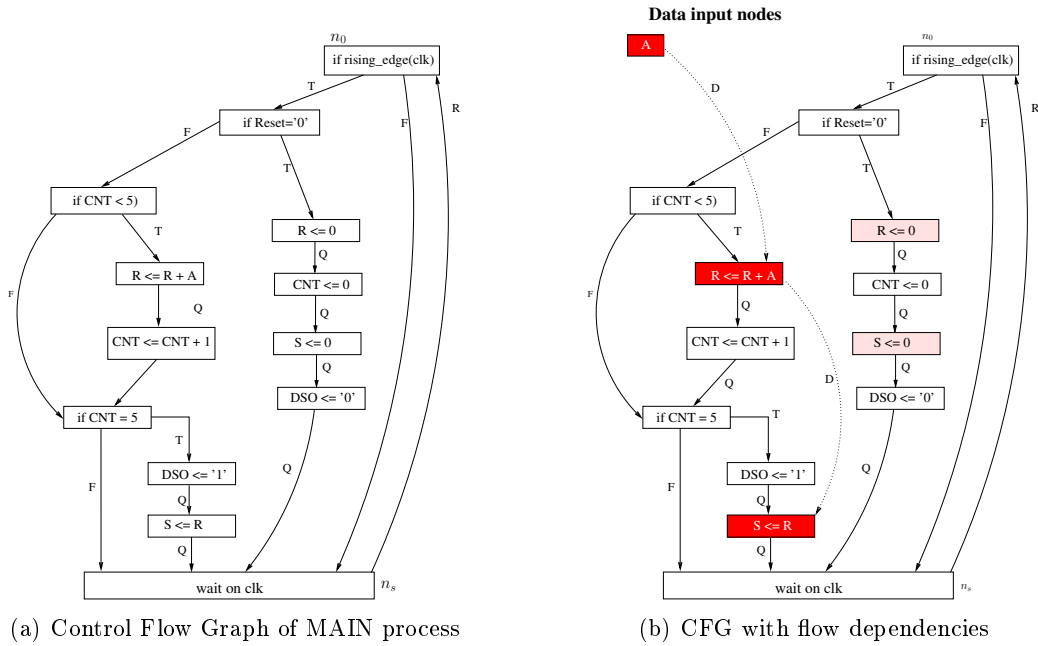 n0
if rising_edge(clk)
T
F
R
if Reset=’0’
F
T
if CNT < 5)
T
F
R <= R + A
Q
CNT <= CNT + 1
R <= 0
Q
CNT <= 0
Q
S <= 0
Q
DSO <= ’0’
Q
if CNT = 5
T
F
DSO <= ’1’
Q
S <= R
Q
wait on clk
ns
(a) Control Flow Graph of MAIN process
Data input nodes
A
D
n0
if rising_edge(clk)
T
F
R
if Reset=’0’
F
T
if CNT < 5)
T
F
R <= R + A
Q
CNT <= CNT + 1
Q
D
R <= 0
Q
CNT <= 0
Q
S <= 0
Q
DSO <= ’0’
Q
if CNT = 5
T
F
DSO <= ’1’
Q
S <= R
Q
wait on clk
ns
(b) CFG with flow dependencies